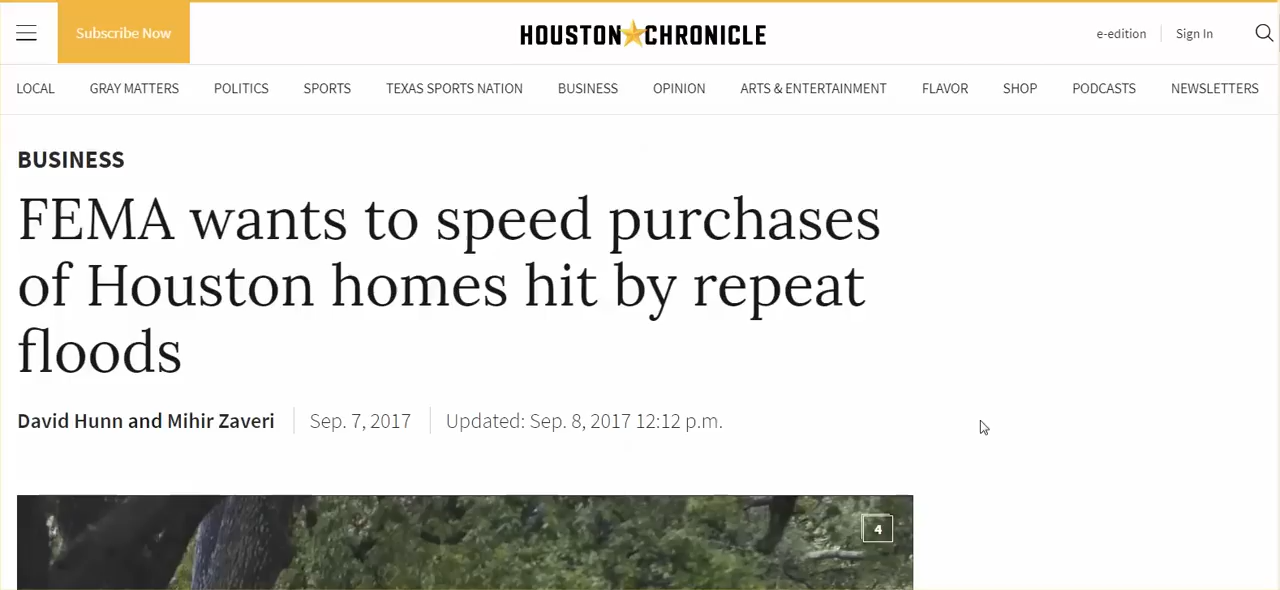 Subscribe Now
HOUSTON CHRONICLE
e-edition
Sign In
LOCAL GRAY MATTERS POLITICS SPORTS TEXAS SPORTS NATION BUSINESS OPINION ARTS & ENTERTAINMENT FLAVOR SHOP PODCASTS NEWSLETTERS
BUSINESS
FEMA wants to speed purchases
of Houston homes hit by repeat
floods
David Hunn and Mihir Zaveri Sep. 7, 2017 Updated: Sep. 8, 2017 12:12 p.m.
4